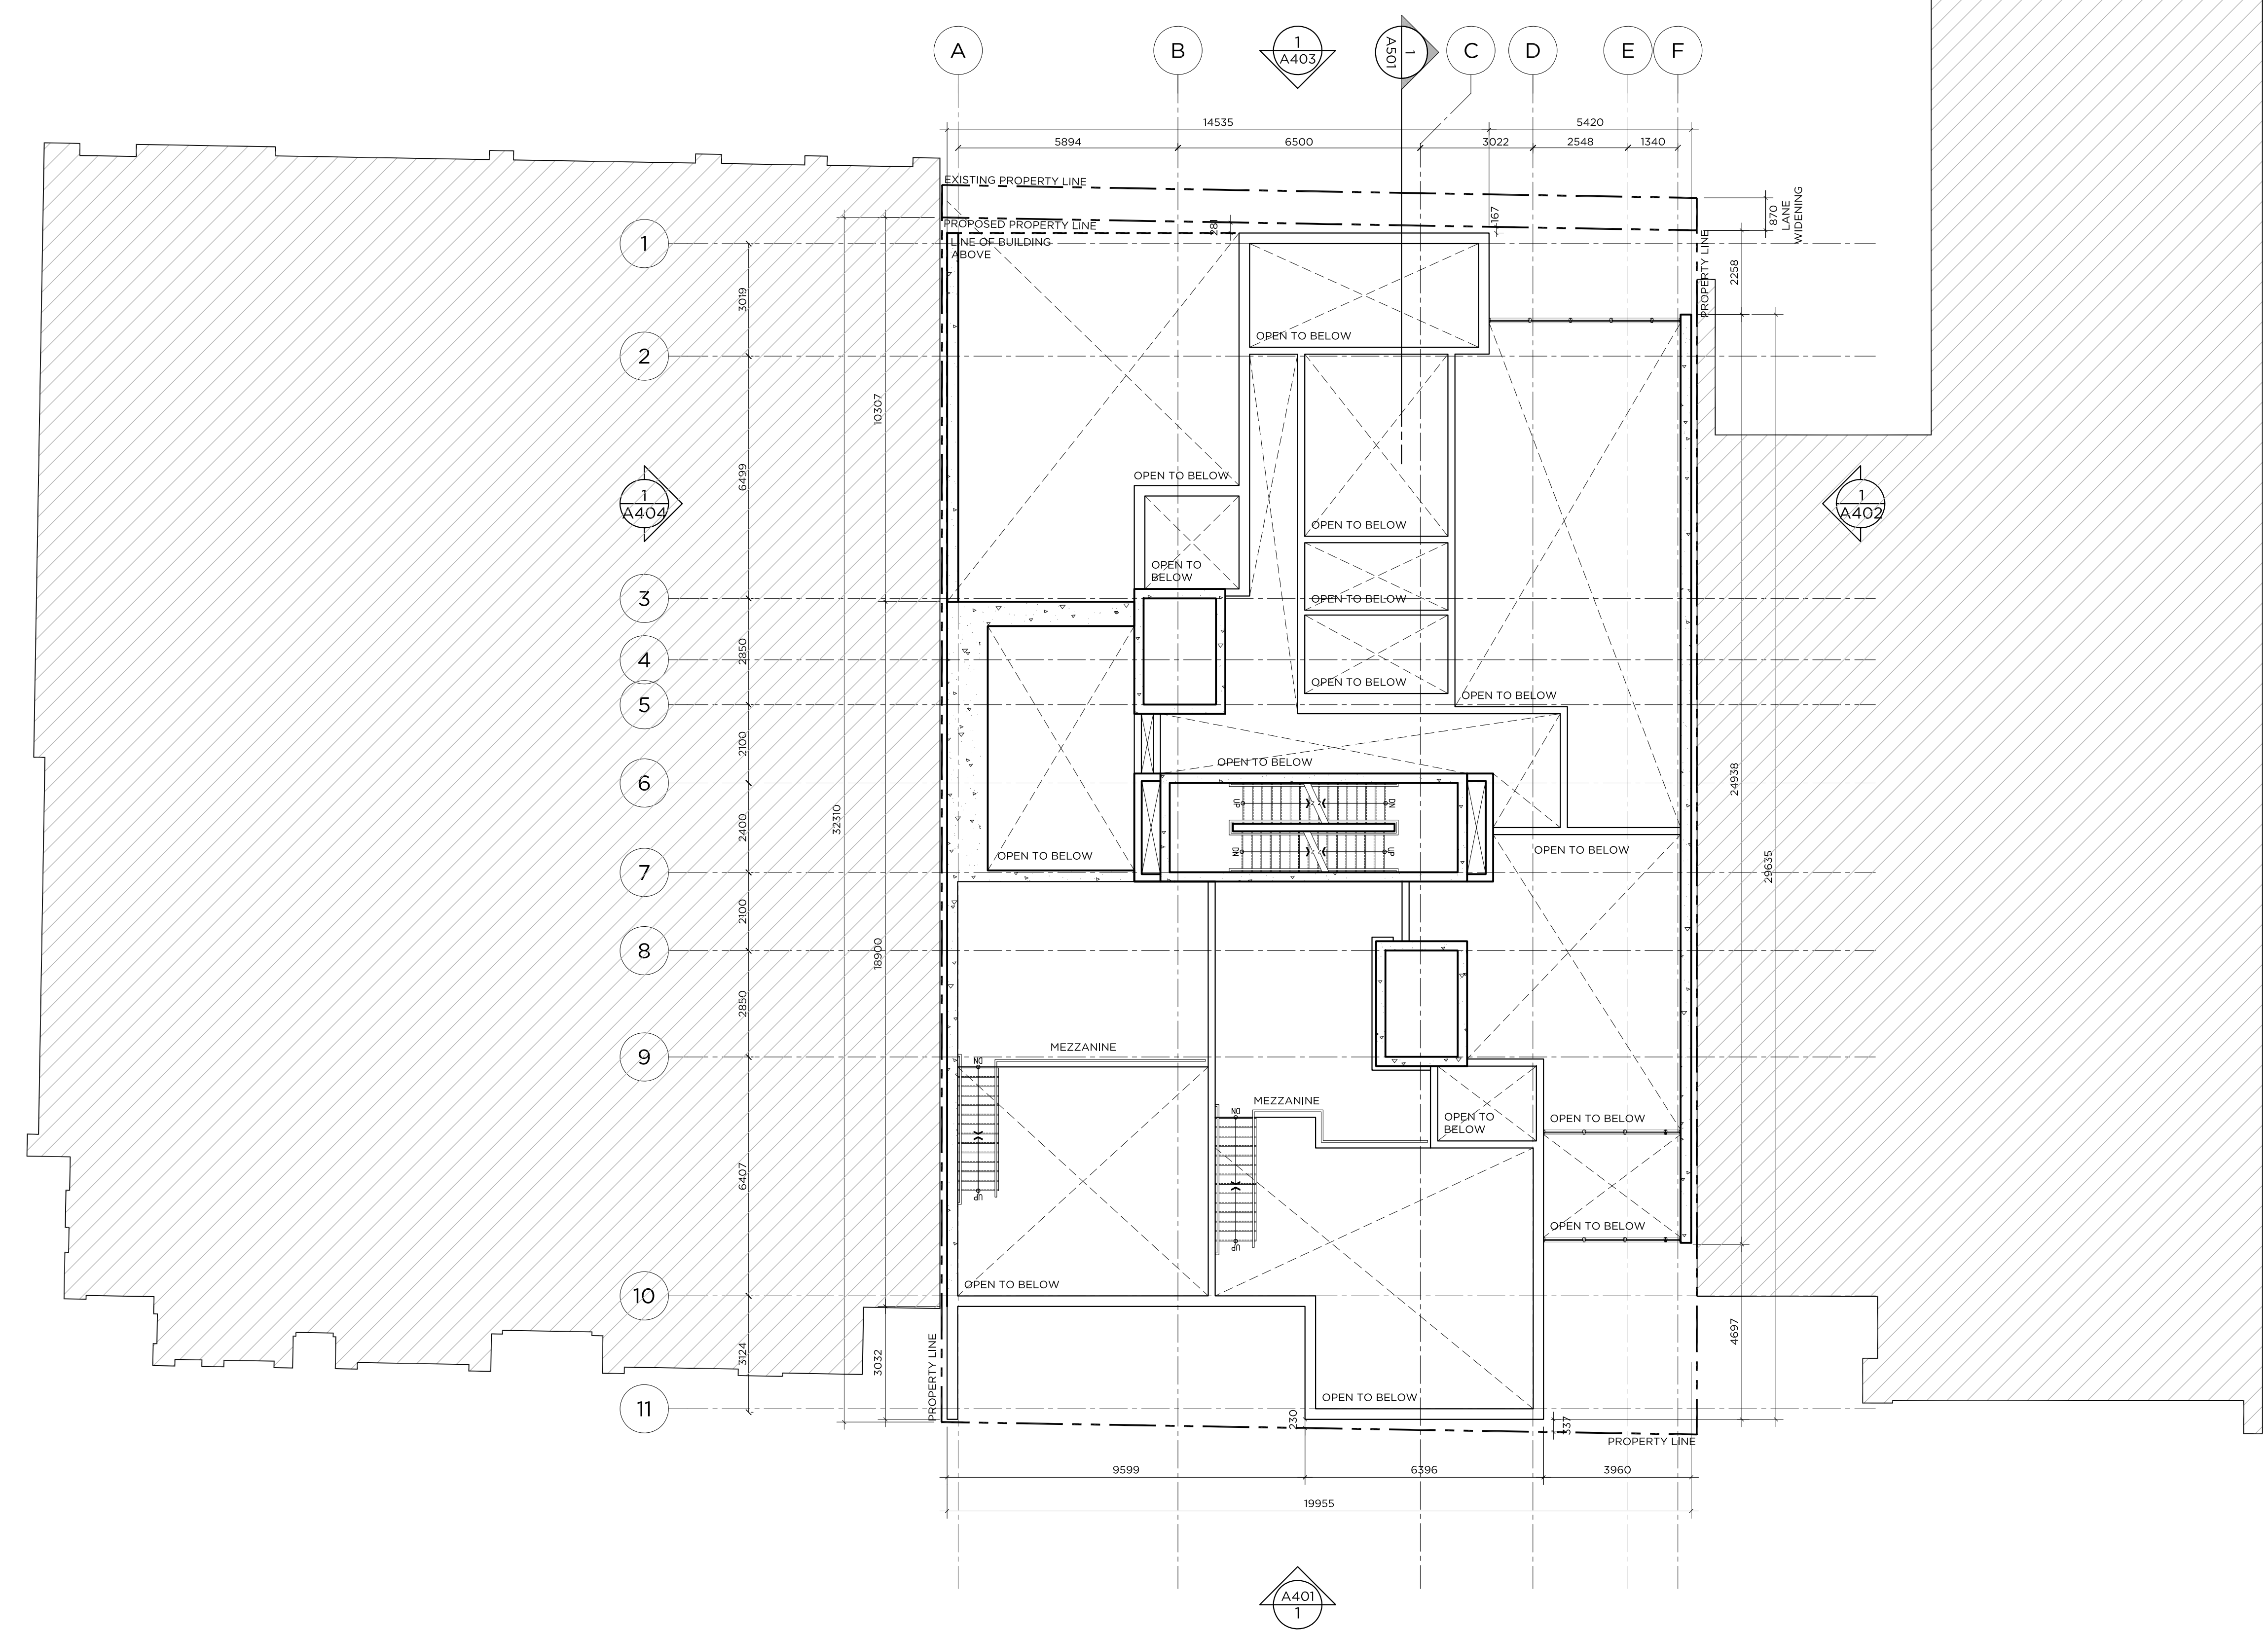 A
B
1
A403
1
A501
C
D
E
F
14535
5420
5894
6500
3022
2548
1340
EXISTING PROPERTY LINE
PROPOSED PROPERTY LINE
LINE OF BUILDING
ABOVE
281
167
870
LANE
WIDENING
PROPERTY LINE
2258
1
3019
2
OPEN TO BELOW
10307
6499
1
A404
OPEN TO BELOW
OPEN TO BELOW
1
A402
OPEN TO
BELOW
OPEN TO BELOW
3
2850
4
OPEN TO BELOW
OPEN TO BELOW
5
2100
OPEN TO BELOW
6
24938
32310
2400
UP
DN
DN
UP
OPEN TO BELOW
OPEN TO BELOW
7
29635
2100
18900
8
2850
MEZZANINE
9
DN
MEZZANINE
DN
OPEN TO
BELOW
OPEN TO BELOW
6407
UP
UP
OPEN TO BELOW
OPEN TO BELOW
10
3124
3032
PROPERTY LINE
4697
OPEN TO BELOW
11
230
337
PROPERTY LINE
9599
6396
3960
19955
A401
1